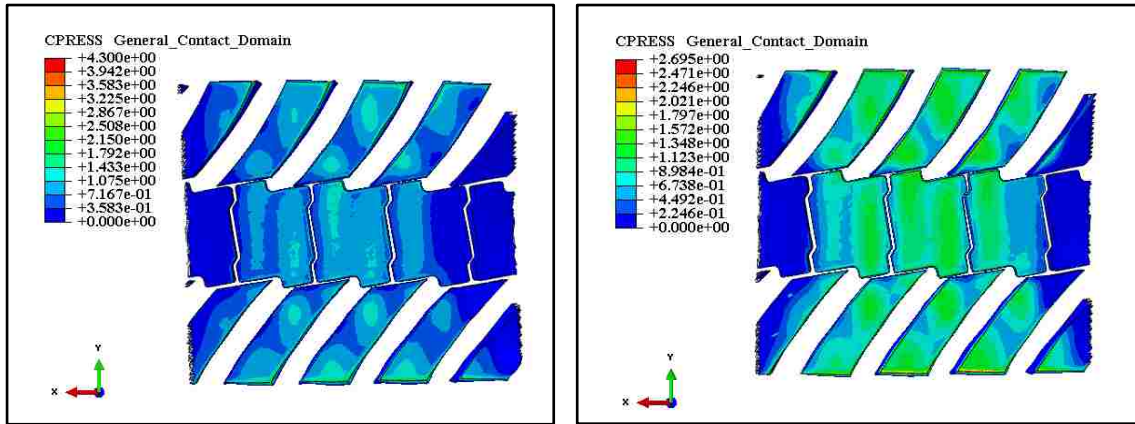 CPRESS General_Contact_Domain
+4.300e+00
+3.942e+00
+3.583e+00
+3.225e+00
+2.867e+00
+2.508e+00
+2.150e+00
+1.792e+00
+1.433e+00
+1.075e+00
+7.167e-01
+3.583e-01
+0.000e+00
Y
X
CPRESS General_Contact_Domain
+2.695e+00
+2.471e+00
+2.246e+00
+2.021e+00
+1.797e+00
+1.572e+00
+1.348e+00
+1.123e+00
+8.984e-01
+6.738e-01
+4.492e-01
+2.246e-01
+0.000e+00
Y
X